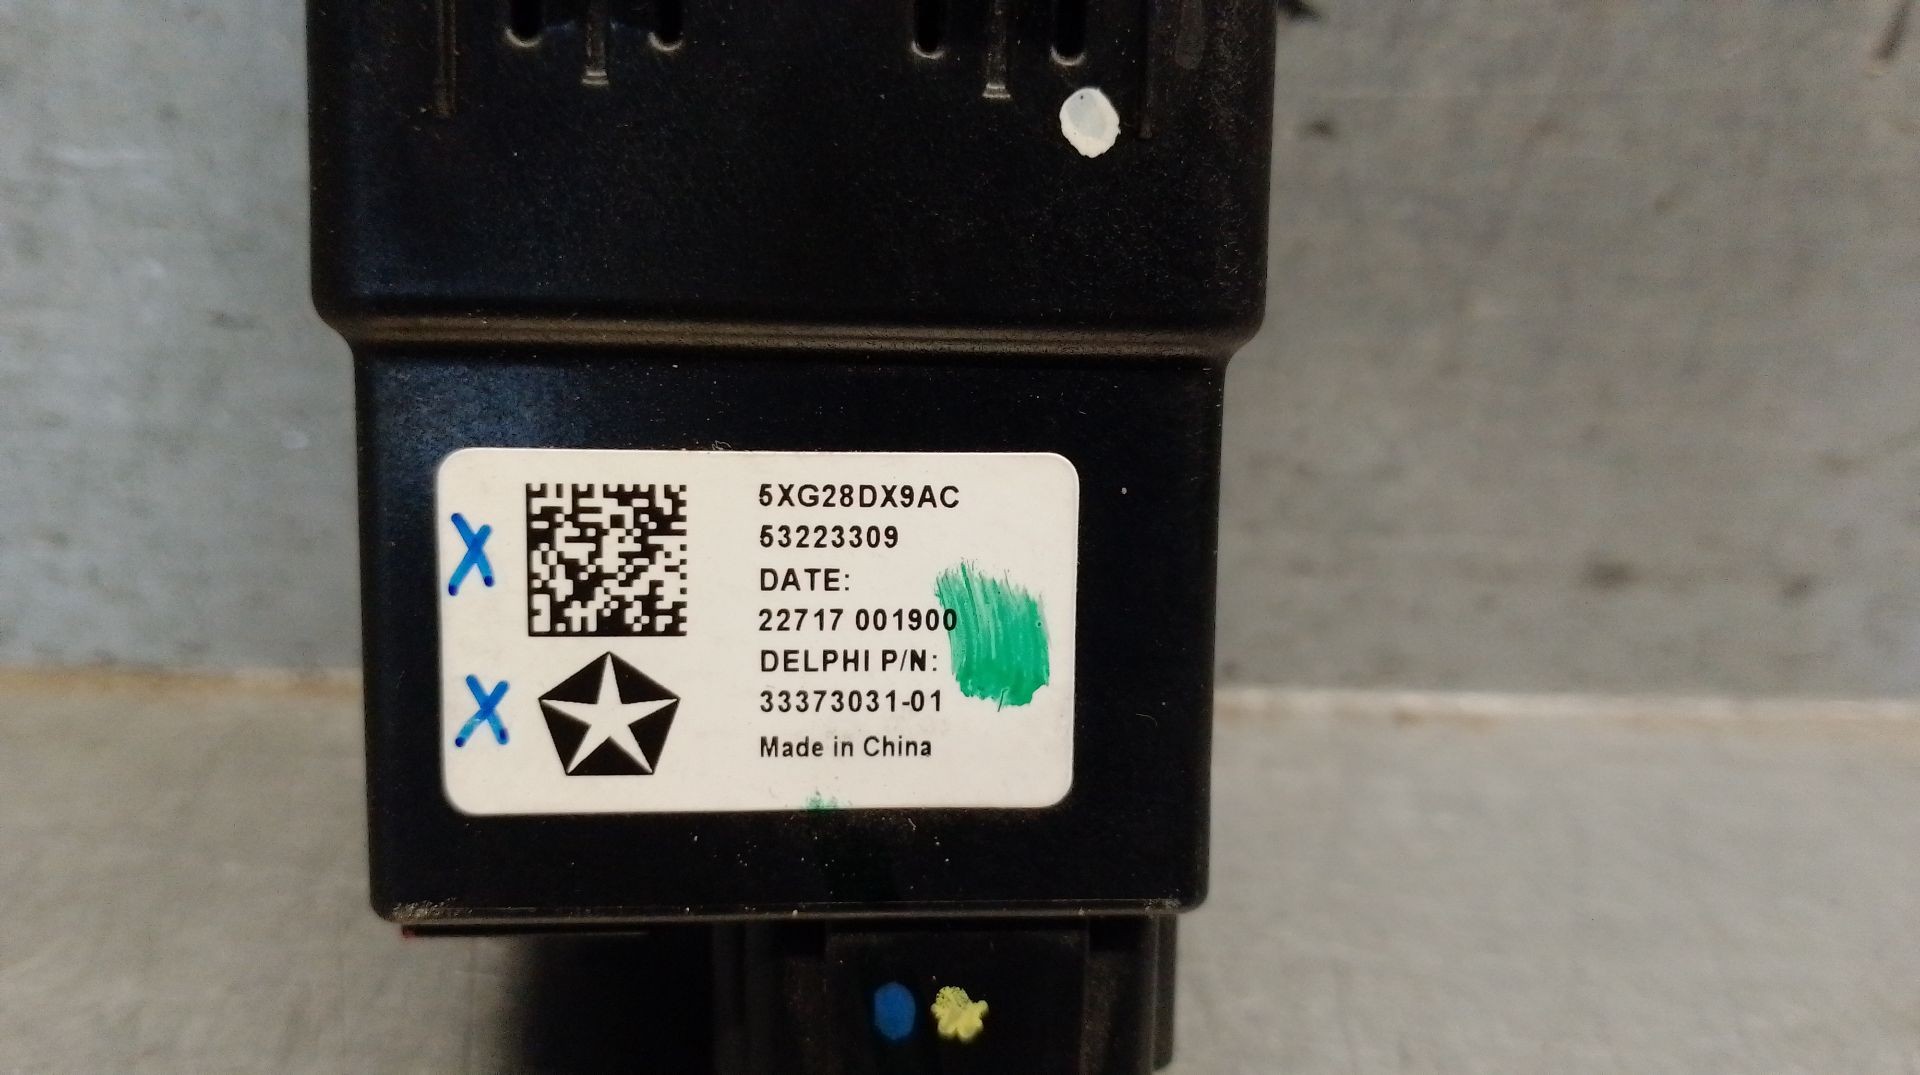 5XG28DX9AC
53223309
DATE:
22717 001900
DELPHI P/N:
33373031-01
Made in China
X
X